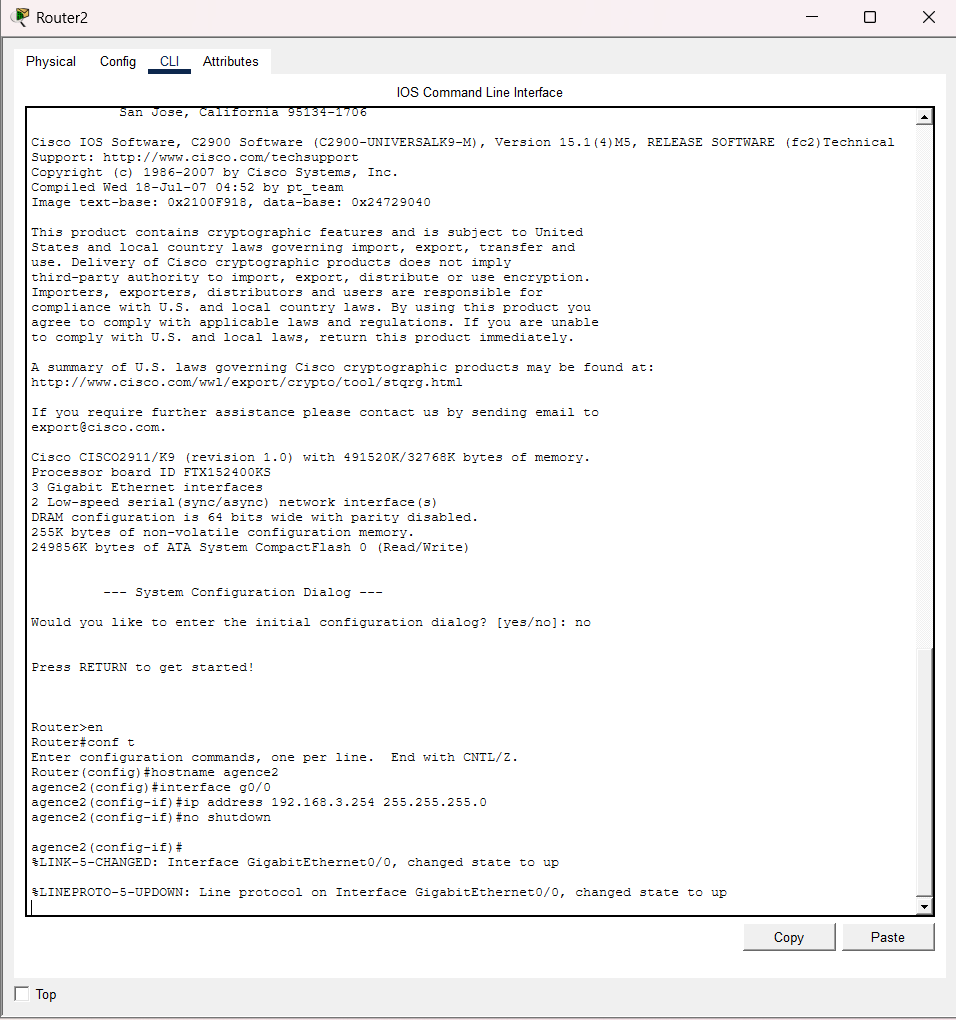 Router2
Physical Config CLI Attributes
IOS Command Line Interface
San Jose, California 95134-1706
Cisco IOS Software, C2900 Software (C2900-UNIVERSALK9-M), Version 15.1(4)M5, RELEASE SOFTWARE (fc2)Technical
Support: http://www.cisco.com/techsupport
Copyright (c) 1986-2007 by Cisco Systems, Inc.
Compiled Wed 18-Jul-07 04:52 by pt_team
Image text-base: 0x2100F918, data-base: 0x24729040
This product contains cryptographic features and is subject to United
States and local country laws governing import, export, transfer and
use. Delivery of Cisco cryptographic products does not imply
third-party authority to import, export, distribute or use encryption.
Importers, exporters, distributors and users are responsible for
compliance with U.S. and local country laws. By using this product you
agree to comply with applicable laws and regulations. If you are unable
to comply with U.S. and local laws, return this product immediately.
A summary of U.S. laws governing Cisco cryptographic products may be found at:
http://www.cisco.com/wwl/export/crypto/tool/stqrg.html
If you require further assistance please contact us by sending email to
export@cisco.com.
Cisco CISCO2911/K9 (revision 1.0) with 491520K/32768K bytes of memory.
Processor board ID FTX152400KS
3 Gigabit Ethernet interfaces
2 Low-speed serial(sync/async) network interface(s)
DRAM configuration is 64 bits wide with parity disabled.
255K bytes of non-volatile configuration memory.
249856K bytes of ATA System CompactFlash 0 (Read/Write)
--- System Configuration Dialog ---
Would you like to enter the initial configuration dialog? [yes/no]: no
Press RETURN to get started!
Router>en
Router#conf t
Enter configuration commands, one per line.  End with CNTL/Z.
Router(config)#hostname agence2
agence2(config)#interface g0/0
agence2(config-if)#ip address 192.168.3.254 255.255.255.0
agence2(config-if)#no shutdown
agence2(config-if)#
%LINK-5-CHANGED: Interface GigabitEthernet0/0, changed state to up
%LINEPROTO-5-UPDOWN: Line protocol on Interface GigabitEthernet0/0, changed state to up
Copy Paste
Top